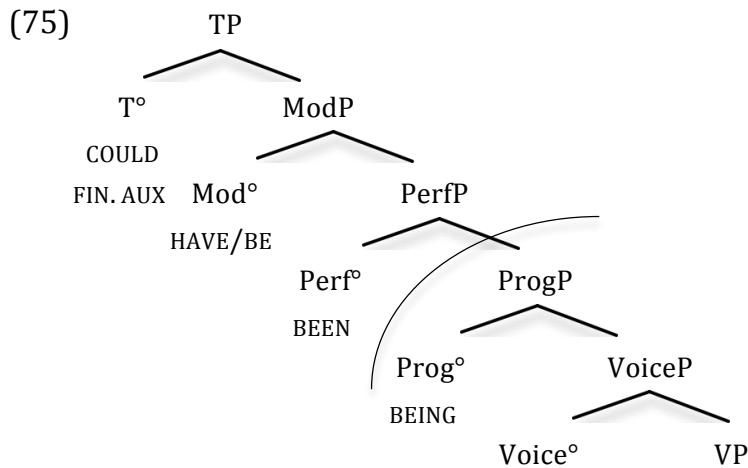 (75) TP
T° ModP
COULD
FIN. AUX Mod° PerfP
HAVE/BE
Perf° ProgP
BEEN
Prog° VoiceP
BEING
Voice° VP